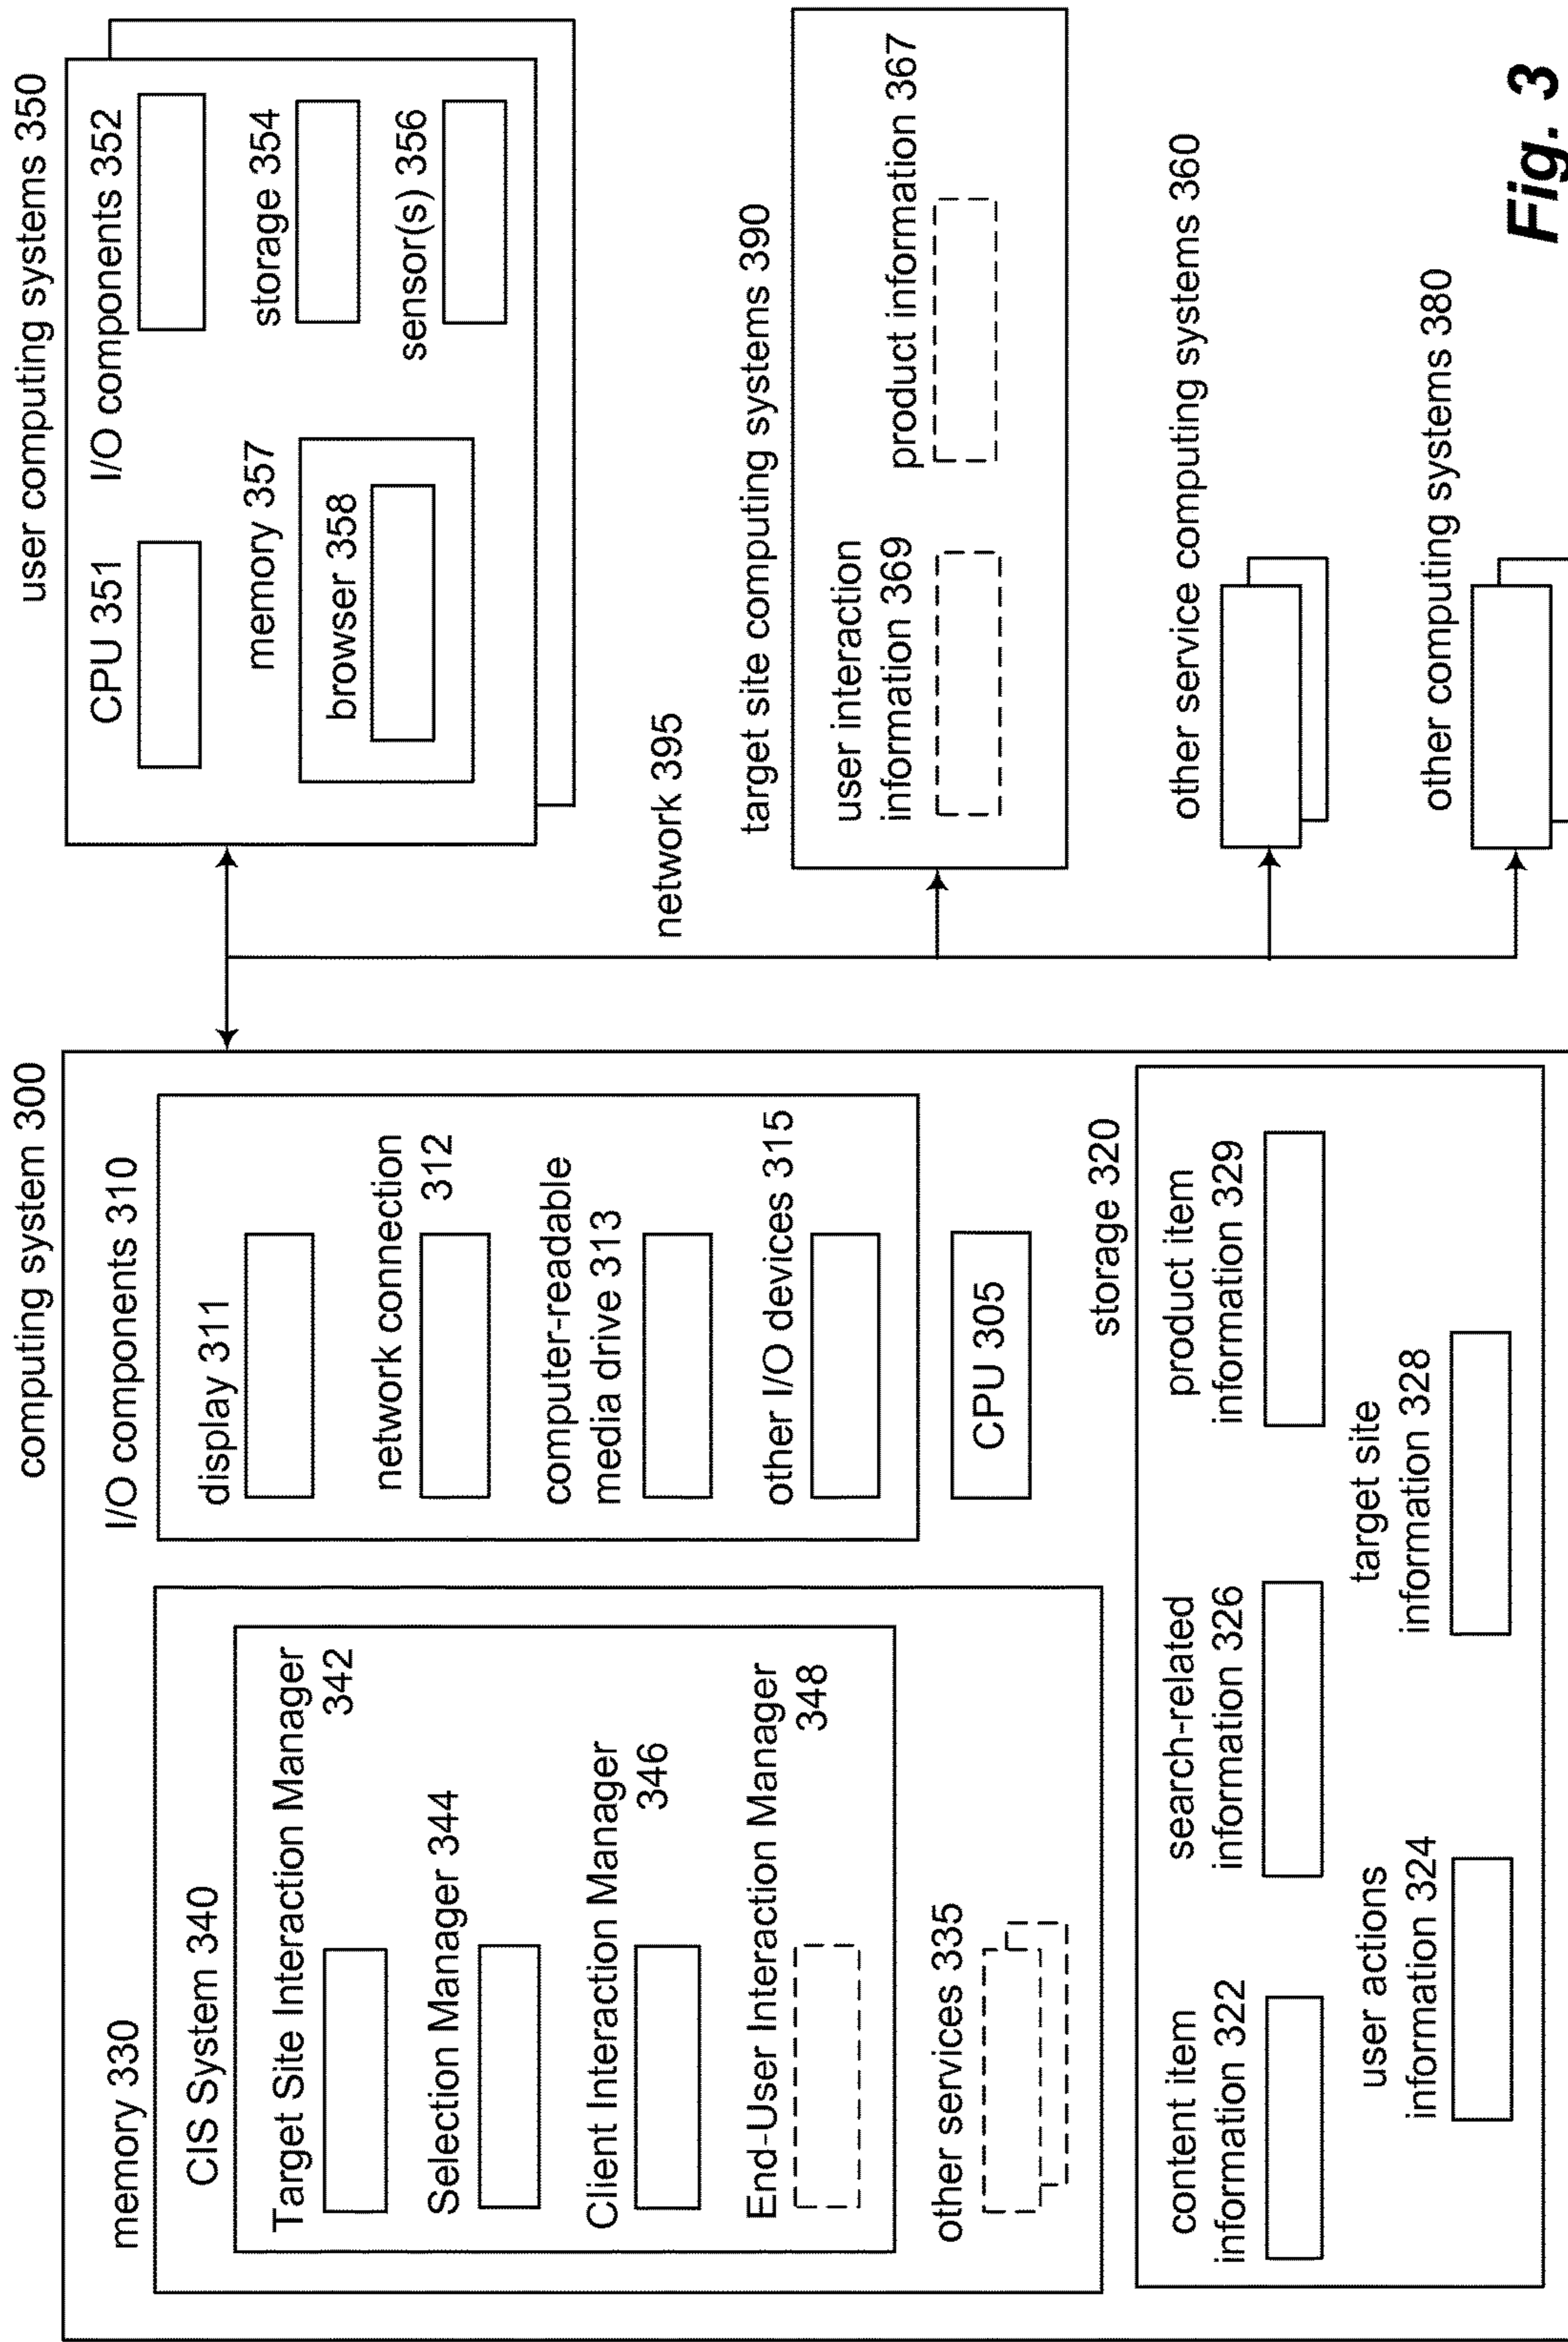 computing system 300
memory 330
CIS System 340
Target Site Interaction Manager
342
Selection Manager 344
Client Interaction Manager
346
End-User Interaction Manager
348
other services 335
I/O components 310
display 311
network connection
312
computer-readable
media drive 313
other I/O devices 315
CPU 305
storage 320
content item
information 322
search-related
information 326
product item
information 329
user actions
information 324
target site
information 328
user computing systems 350
CPU 351
I/O components 352
memory 357
browser 358
storage 354
sensor(s) 356
network 395
target site computing systems 390
user interaction
information 369
product information 367
other service computing systems 360
other computing systems 380
Fig. 3